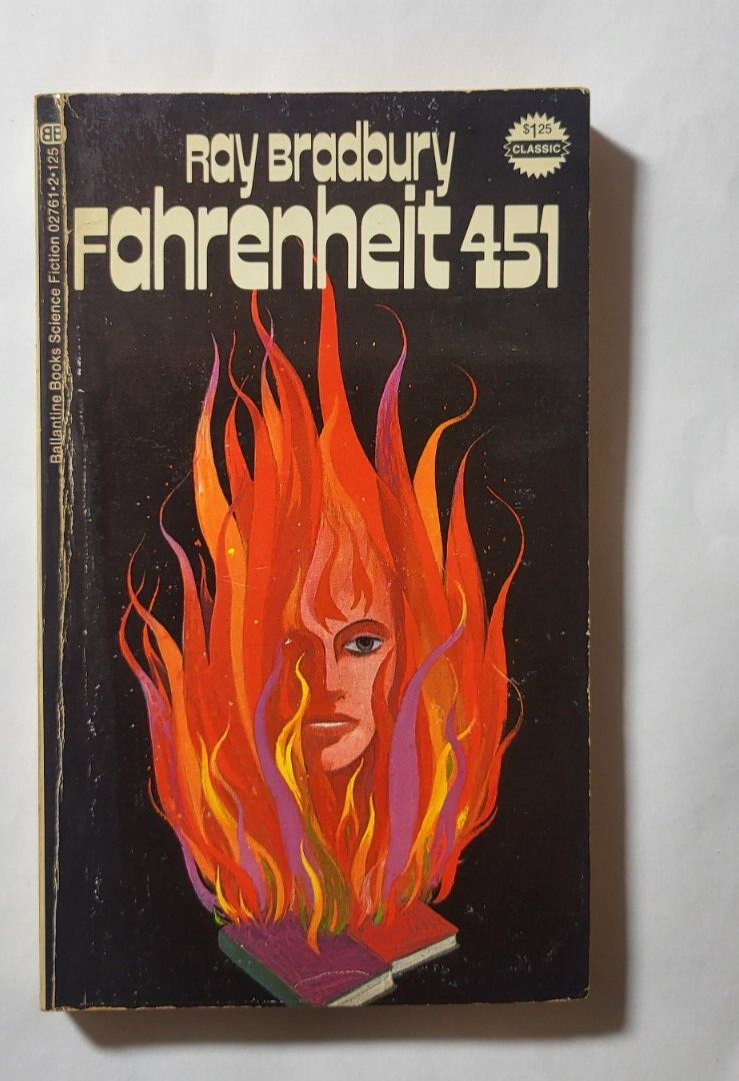 Ray Bradbury
Fahrenheit 451
$1.25
CLASSIC
BB
Ballantine Books Science Fiction 02761·2·125